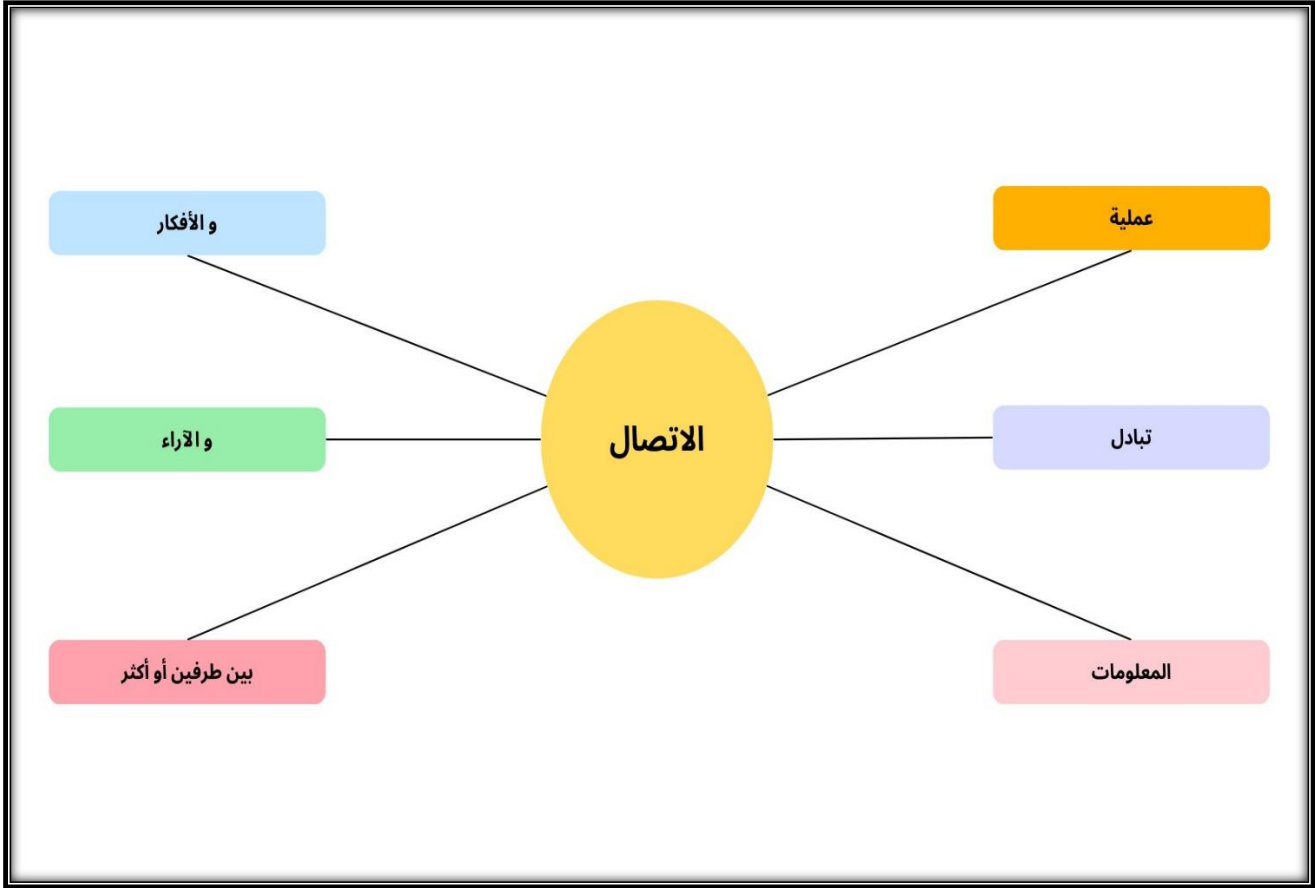 الاتصال
عملية
تبادل
المعلومات
و الأفكار
و الآراء
بين طرفين أو أكثر